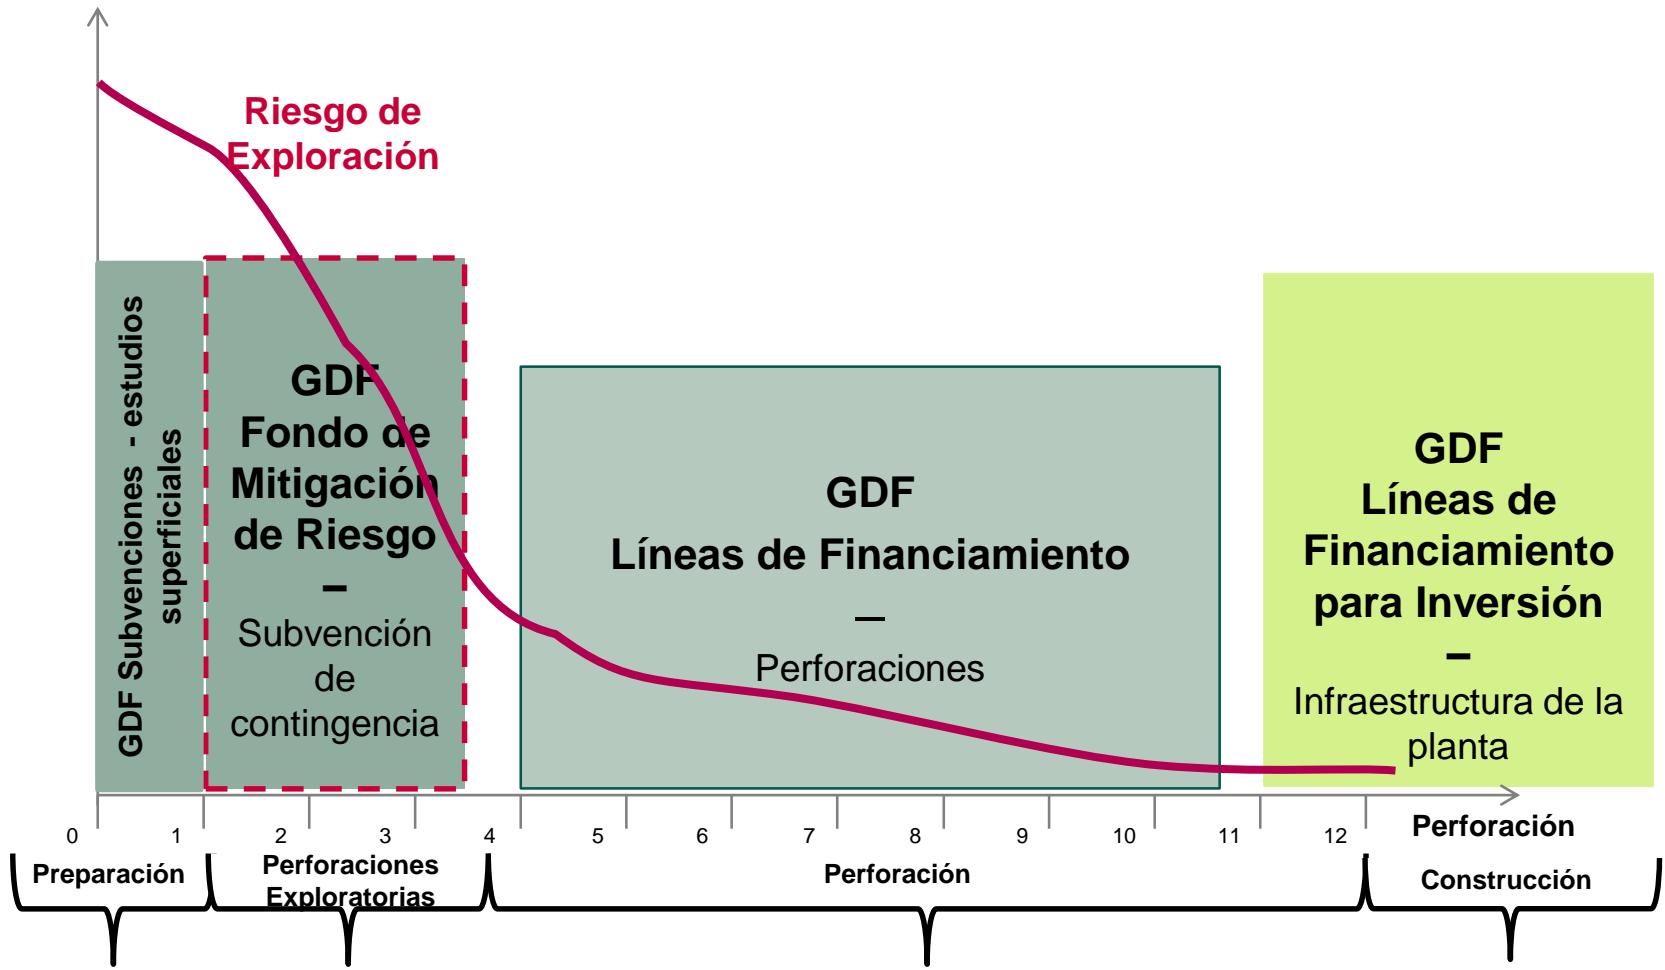 Riesgo de
Exploración
GDF Subvenciones - estudios
superficiales
GDF
Fondo de
Mitigación
de Riesgo
–
Subvención
de
contingencia
GDF
Líneas de Financiamiento
—
Perforaciones
GDF
Líneas de
Financiamiento
para Inversión
–
Infraestructura de la
planta
0 1 2 3 4 5 6 7 8 9 10 11 12
Perforación
Preparación
Perforaciones
Exploratorias
Perforación
Construcción